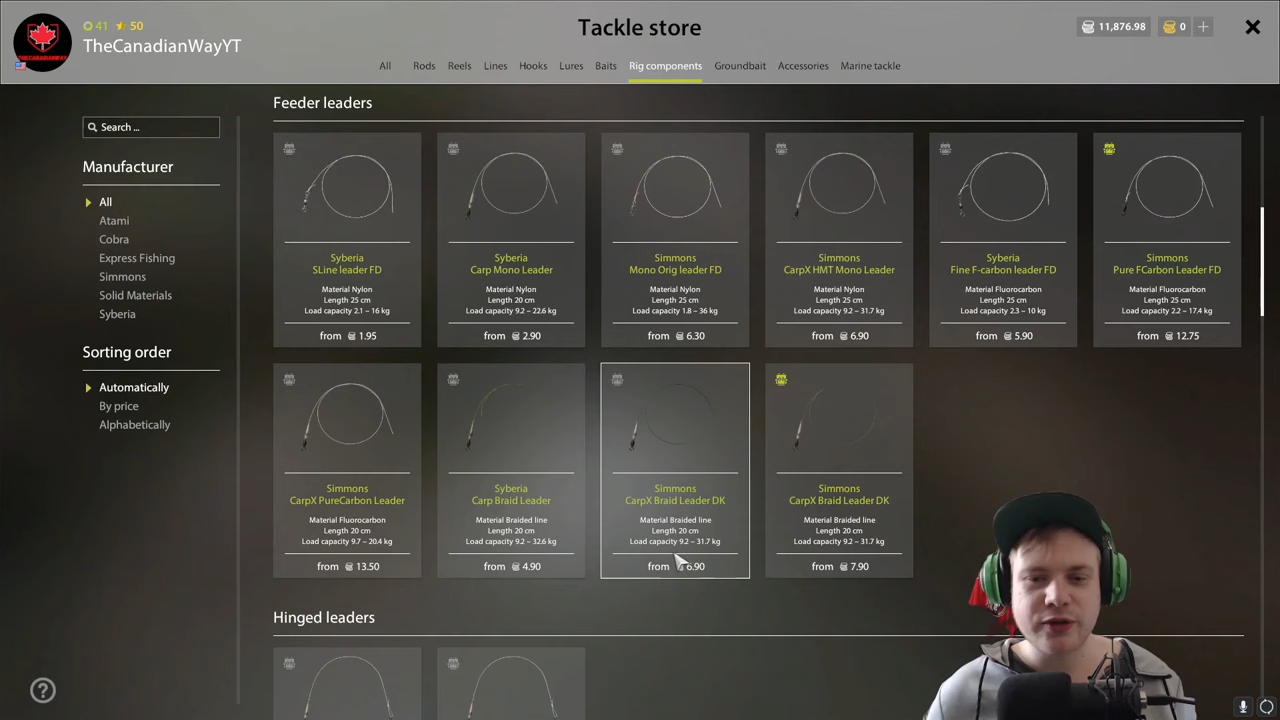 41 50
TheCanadianWayYT
Tackle store
11,876.98 0 +
All Rods Reels Lines Hooks Lures Baits Rig components Groundbait Accessories Marine tackle
Search ...
Manufacturer
All
Atami
Cobra
Express Fishing
Simmons
Solid Materials
Syberia
Sorting order
Automatically
By price
Alphabetically
Feeder leaders
Syberia
SLine leader FD
Material Nylon
Length 25 cm
Load capacity 2.1 – 16 kg
from 1.95
Syberia
Carp Mono Leader
Material Nylon
Length 20 cm
Load capacity 9.2 – 22.6 kg
from 2.90
Simmons
Mono Orig leader FD
Material Nylon
Length 25 cm
Load capacity 1.8 – 36 kg
from 6.30
Simmons
CarpX HMT Mono Leader
Material Nylon
Length 25 cm
Load capacity 9.2 – 31.7 kg
from 6.90
Syberia
Fine F-carbon leader FD
Material Fluorocarbon
Length 25 cm
Load capacity 2.3 – 10 kg
from 5.90
Simmons
Pure FCarbon Leader FD
Material Fluorocarbon
Length 25 cm
Load capacity 2.2 – 17.4 kg
from 12.75
Simmons
CarpX PureCarbon Leader
Material Fluorocarbon
Length 20 cm
Load capacity 9.7 – 20.4 kg
from 13.50
Syberia
Carp Braid Leader
Material Braided line
Length 20 cm
Load capacity 9.2 – 32.6 kg
from 4.90
Simmons
CarpX Braid Leader DK
Material Braided line
Length 20 cm
Load capacity 9.2 – 31.7 kg
from 6.90
Simmons
CarpX Braid Leader DK
Material Braided line
Length 20 cm
Load capacity 9.2 – 31.7 kg
from 7.90
Hinged leaders
?